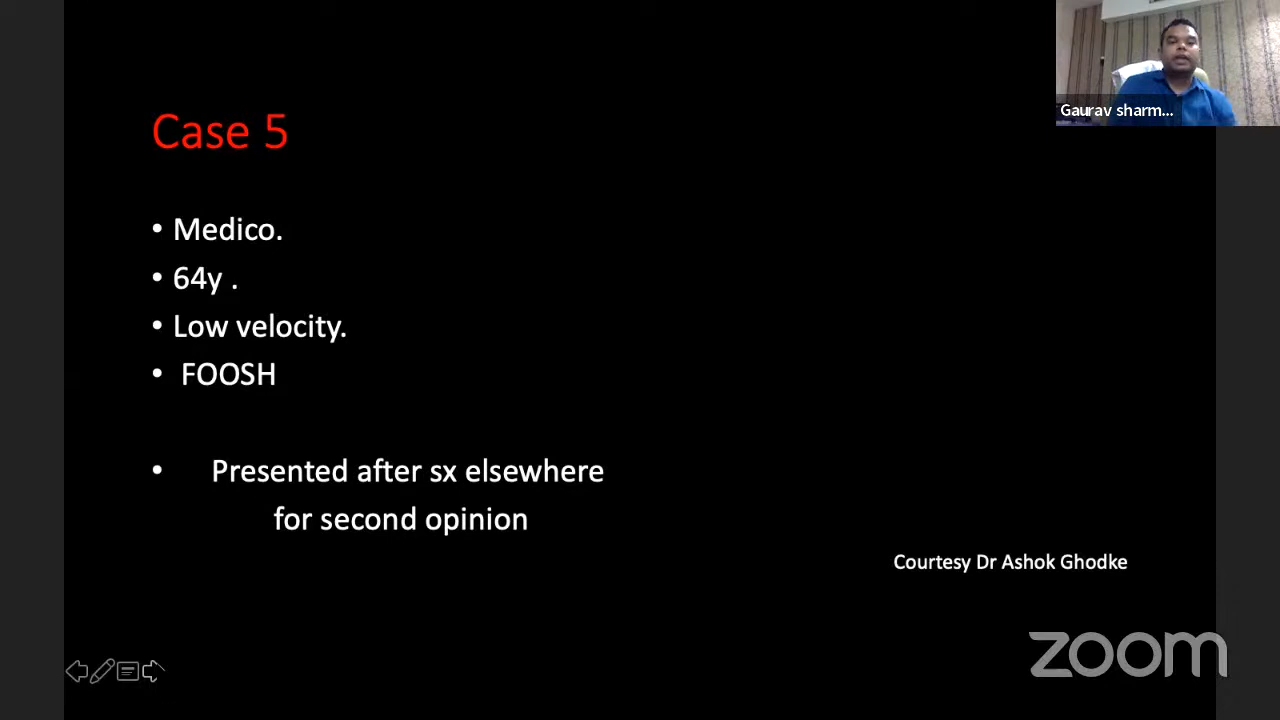 Gaurav sharm...
Case 5
• Medico.
• 64y .
• Low velocity.
• FOOSH
• Presented after sx elsewhere
for second opinion
Courtesy Dr Ashok Ghodke
zoom